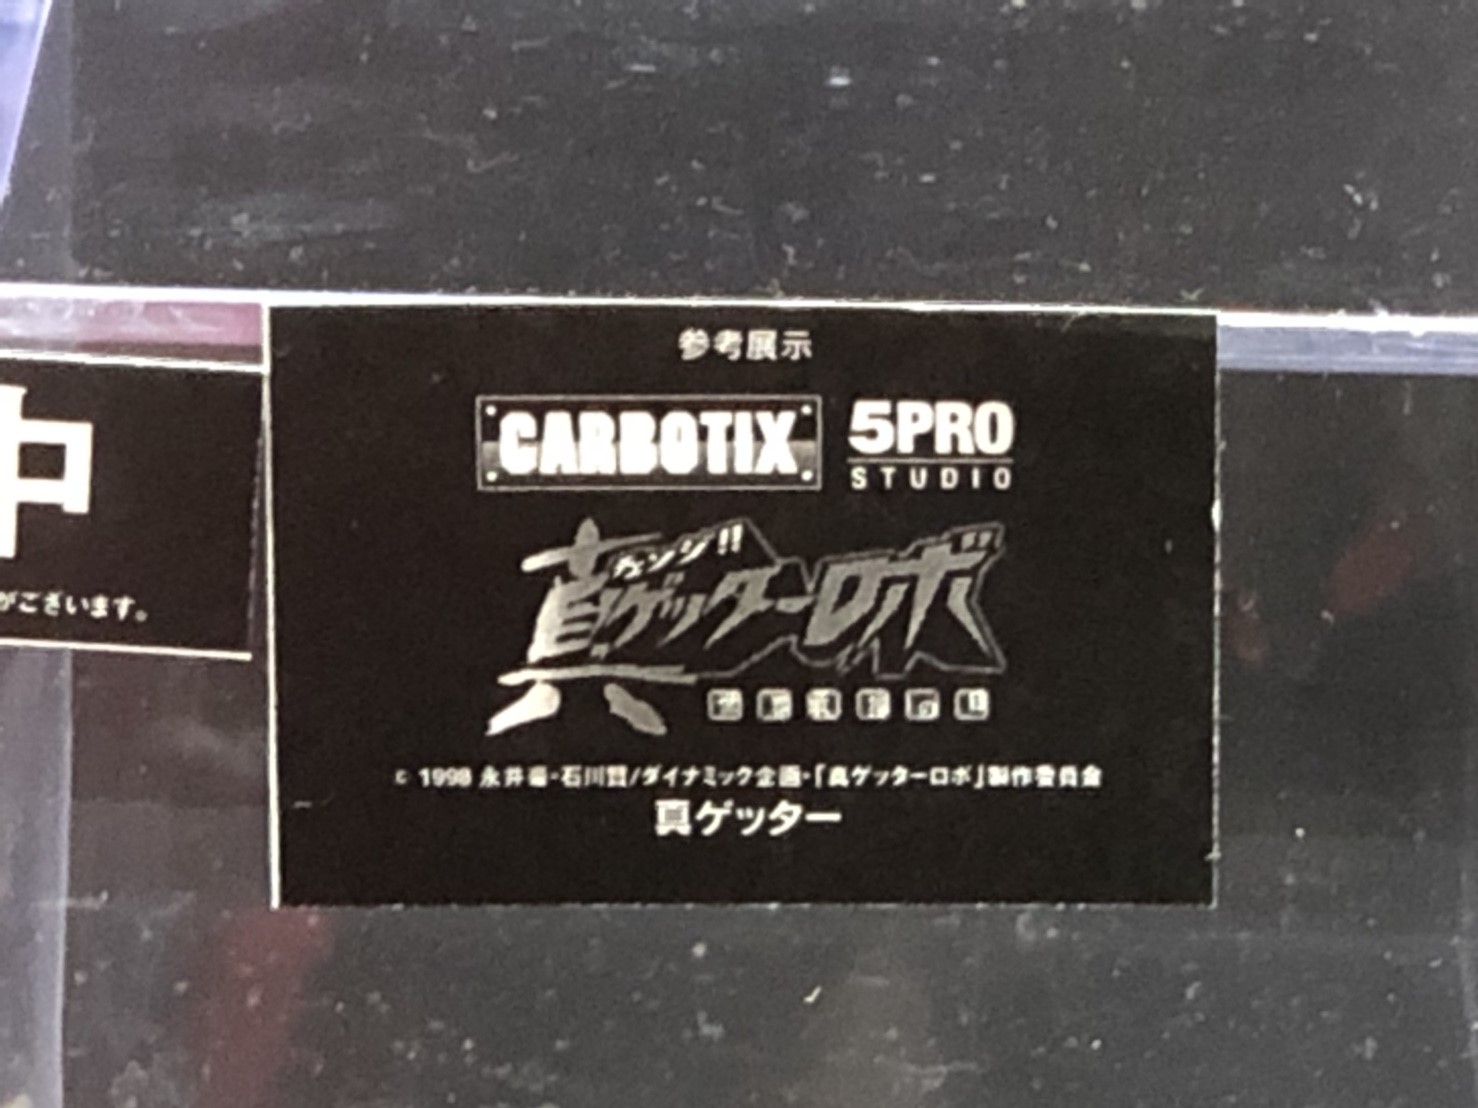 参考展示
CARBOTIX 5PRO
STUDIO
チェンジ!!
真ゲッターロボ
© 1998 永井豪・石川賢/ダイナミック企画・「真ゲッターロボ」製作委員会
真ゲッター
中
がございます。